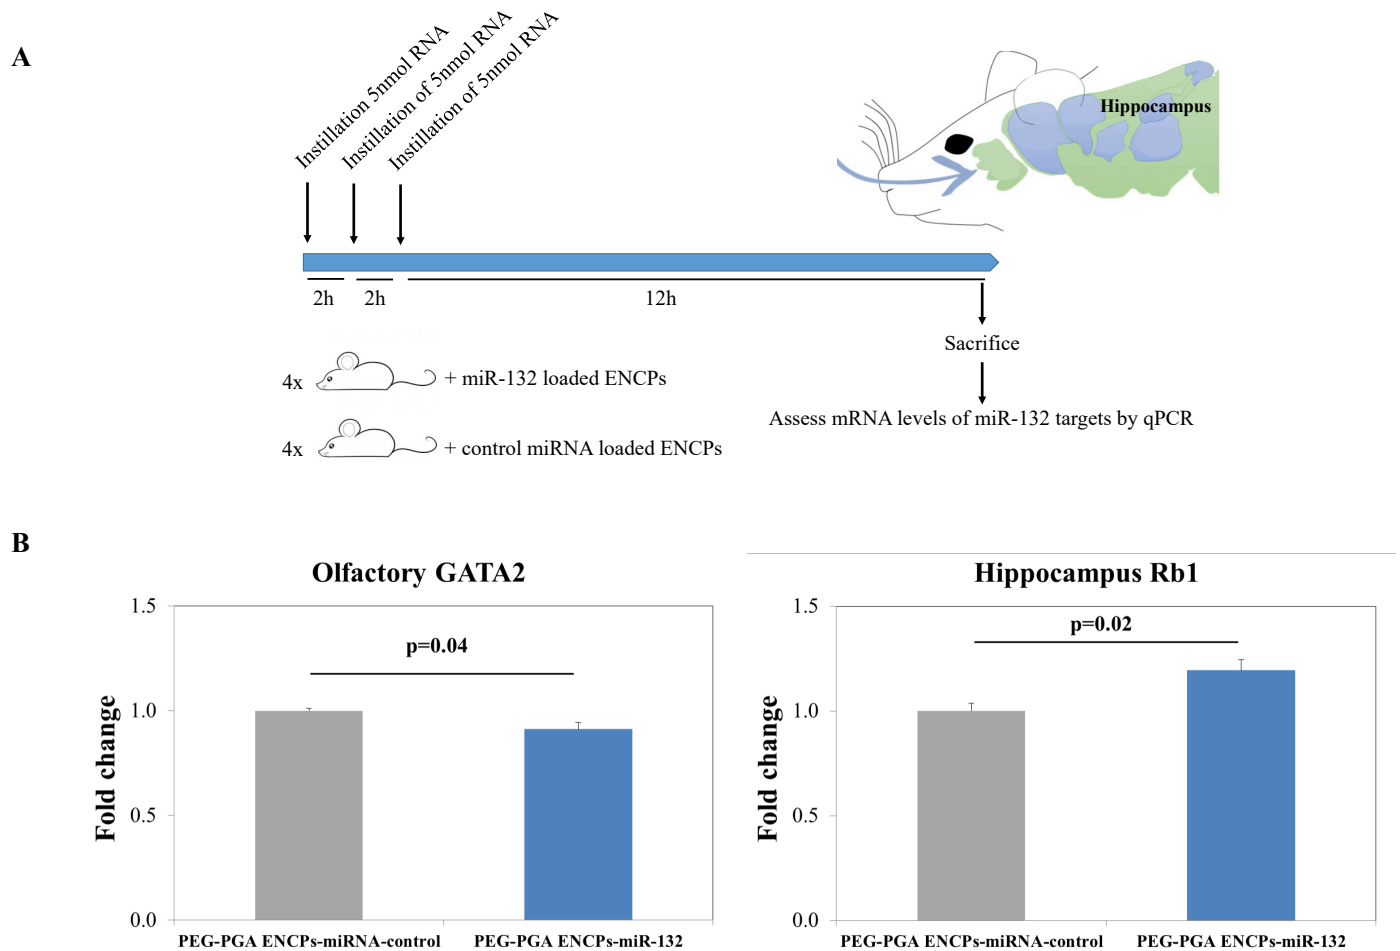 A
Instillation 5nmol RNA
Instillation of 5nmol RNA
Instillation of 5nmol RNA
Hippocampus
2h
2h
12h
Sacrifice
4x
+ miR-132 loaded ENCPs
Assess mRNA levels of miR-132 targets by qPCR
4x
+ control miRNA loaded ENCPs
B
Olfactory GATA2
1.5
p=0.04
1.0
Fold change
0.5
0.0
PEG-PGA ENCPs-miRNA-control
PEG-PGA ENCPs-miR-132
Hippocampus Rb1
1.5
p=0.02
1.0
Fold change
0.5
0.0
PEG-PGA ENCPs-miRNA-control
PEG-PGA ENCPs-miR-132